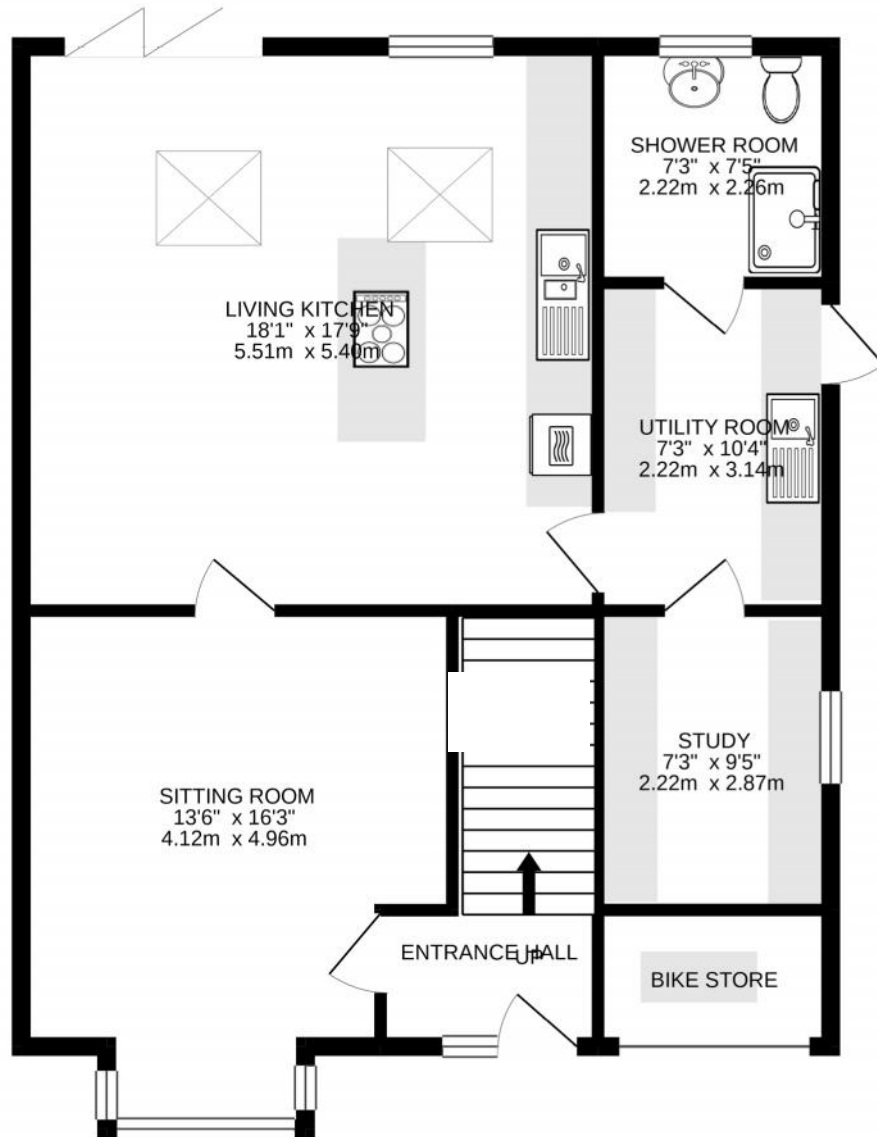 SHOWER ROOM
7'3" x 7'5"
2.22m x 2.26m
LIVING KITCHEN
18'1" x 17'9"
5.51m x 5.40m
UTILITY ROOM
7'3" x 10'4"
2.22m x 3.14m
STUDY
7'3" x 9'5"
2.22m x 2.87m
SITTING ROOM
13'6" x 16'3"
4.12m x 4.96m
ENTRANCE HALL
UP
BIKE STORE